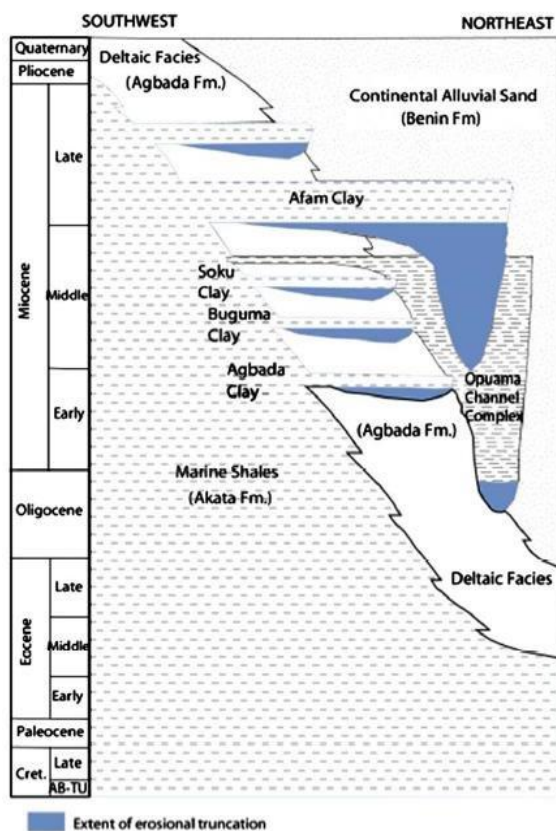 SOUTHWEST
NORTHEAST
Quaternary
Pliocene
Miocene
Late
Middle
Early
Oligocene
Eocene
Late
Middle
Early
Paleocene
Cret.
Late
AB-TU
Deltaic Facies
(Agbada Fm.)
Continental Alluvial Sand
(Benin Fm)
Afam Clay
Soku
Clay
Buguma
Clay
Agbada
Clay
Opuama
Channel
Complex
(Agbada Fm.)
Marine Shales
(Akata Fm.)
Deltaic Facies
Extent of erosional truncation